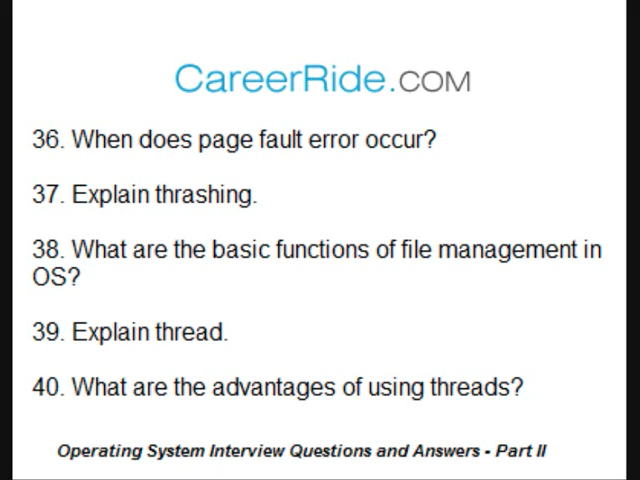 CareerRide.COM
36. When does page fault error occur?
37. Explain thrashing.
38. What are the basic functions of file management in
OS?
39. Explain thread.
40. What are the advantages of using threads?
Operating System Interview Questions and Answers - Part II